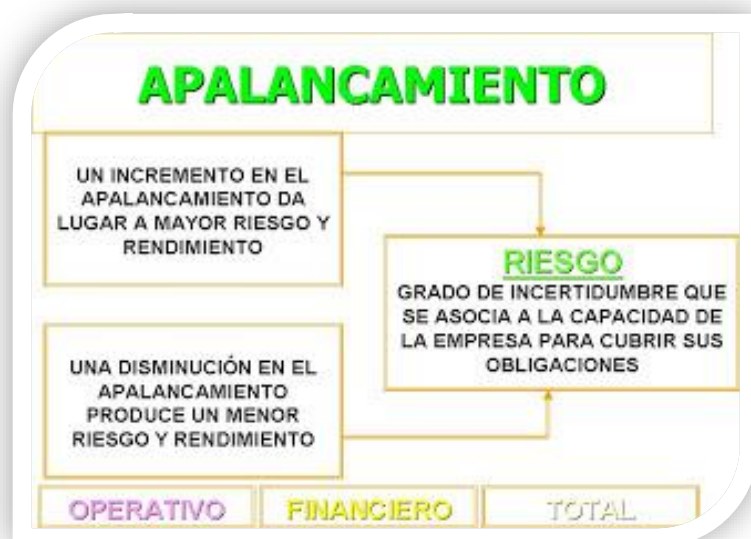 APALANCAMIENTO
UN INCREMENTO EN EL
APALANCAMIENTO DA
LUGAR A MAYOR RIESGO Y
RENDIMIENTO
RIESGO
GRADO DE INCERTIDUMBRE QUE
SE ASOCIA A LA CAPACIDAD DE
LA EMPRESA PARA CUBRIR SUS
OBLIGACIONES
UNA DISMINUCIÓN EN EL
APALANCAMIENTO
PRODUCE UN MENOR
RIESGO Y RENDIMIENTO
OPERATIVO
FINANCIERO
TOTAL